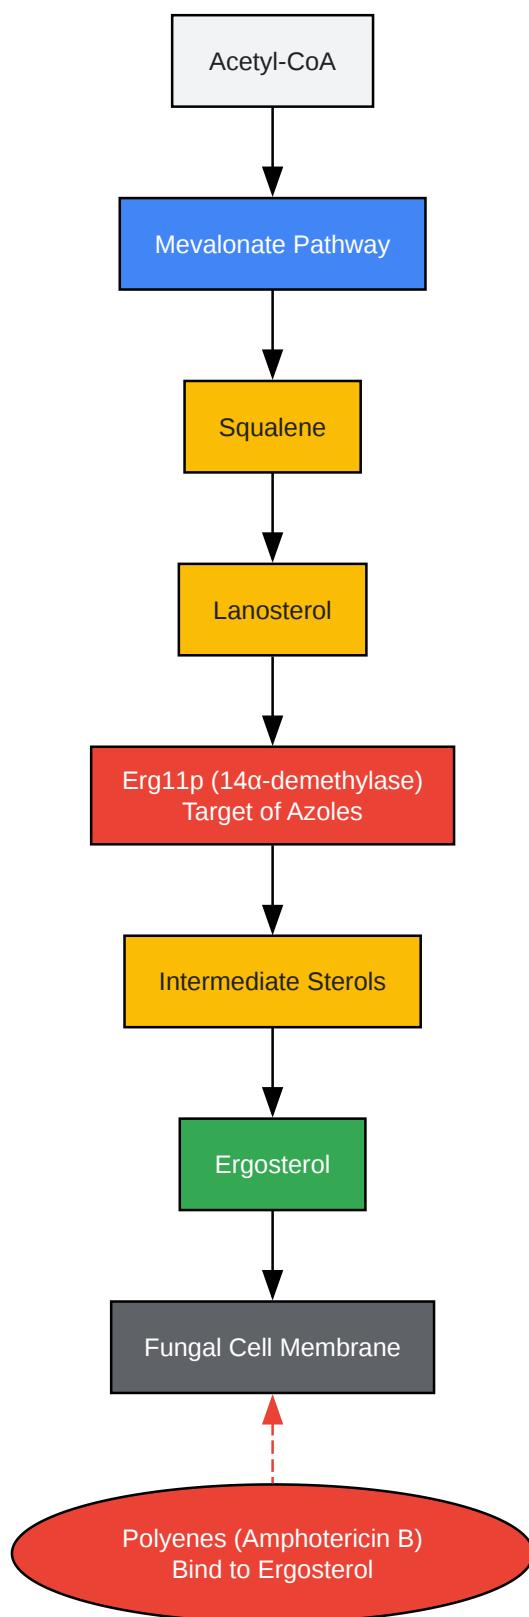 Acetyl-CoA
Mevalonate Pathway
Squalene
Lanosterol
Erg11p (14α-demethylase)
Target of Azoles
Intermediate Sterols
Ergosterol
Fungal Cell Membrane
Polyenes (Amphotericin B)
Bind to Ergosterol